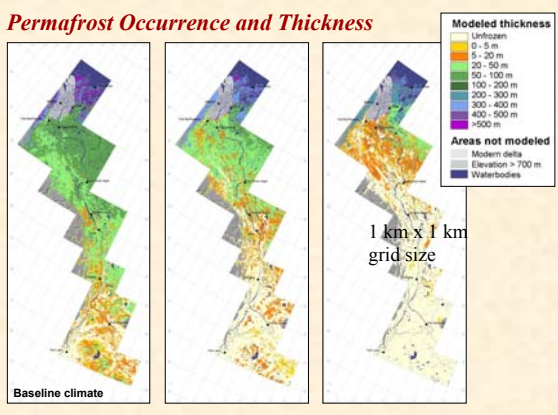 Permafrost Occurrence and Thickness
Modeled thickness
Unfrozen
0 - 5 m
5 - 20 m
20 - 50 m
50 - 100 m
100 - 200 m
200 - 300 m
300 - 400 m
400 - 500 m
>500 m
Areas not modeled
Modern delta
Elevation > 700 m
Waterbodies
1 km x 1 km
grid size
Baseline climate